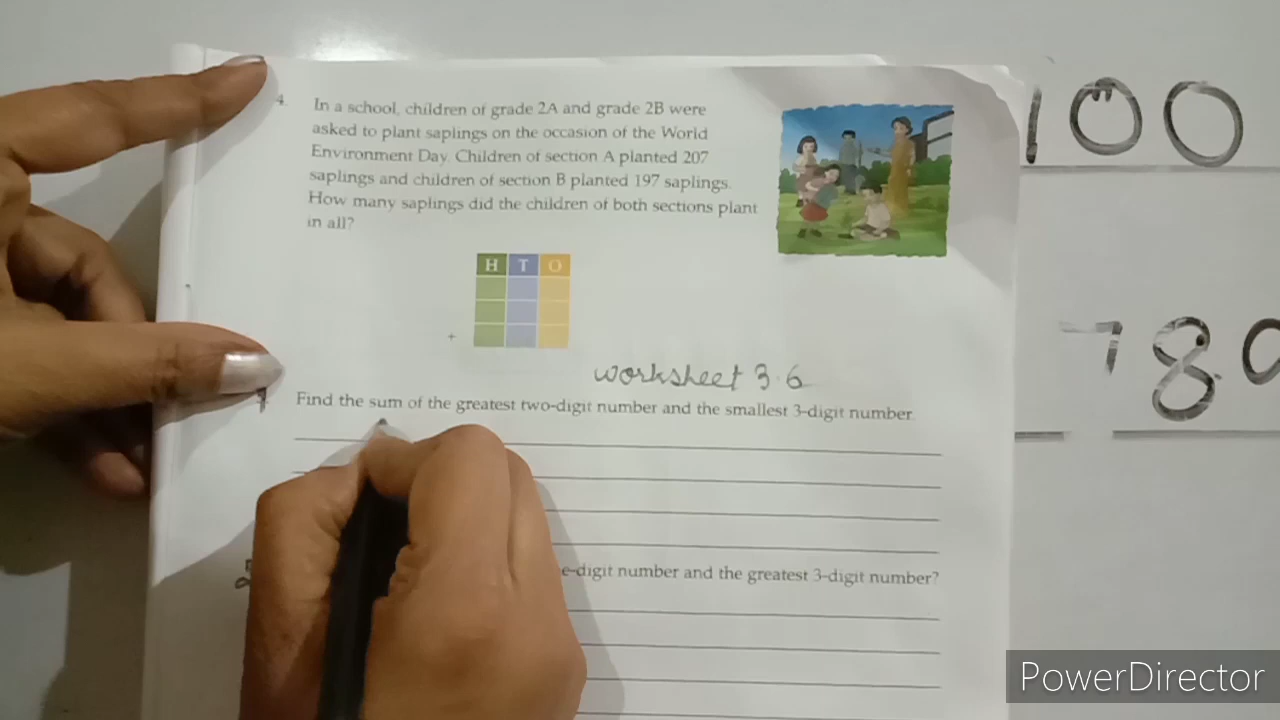 4. In a school, children of grade 2A and grade 2B were
asked to plant saplings on the occasion of the World
Environment Day. Children of section A planted 207
saplings and children of section B planted 197 saplings.
How many saplings did the children of both sections plant
in all?
H T O
+
worksheet 3.6
Find the sum of the greatest two-digit number and the smallest 3-digit number.
e-digit number and the greatest 3-digit number?
100
789
PowerDirector